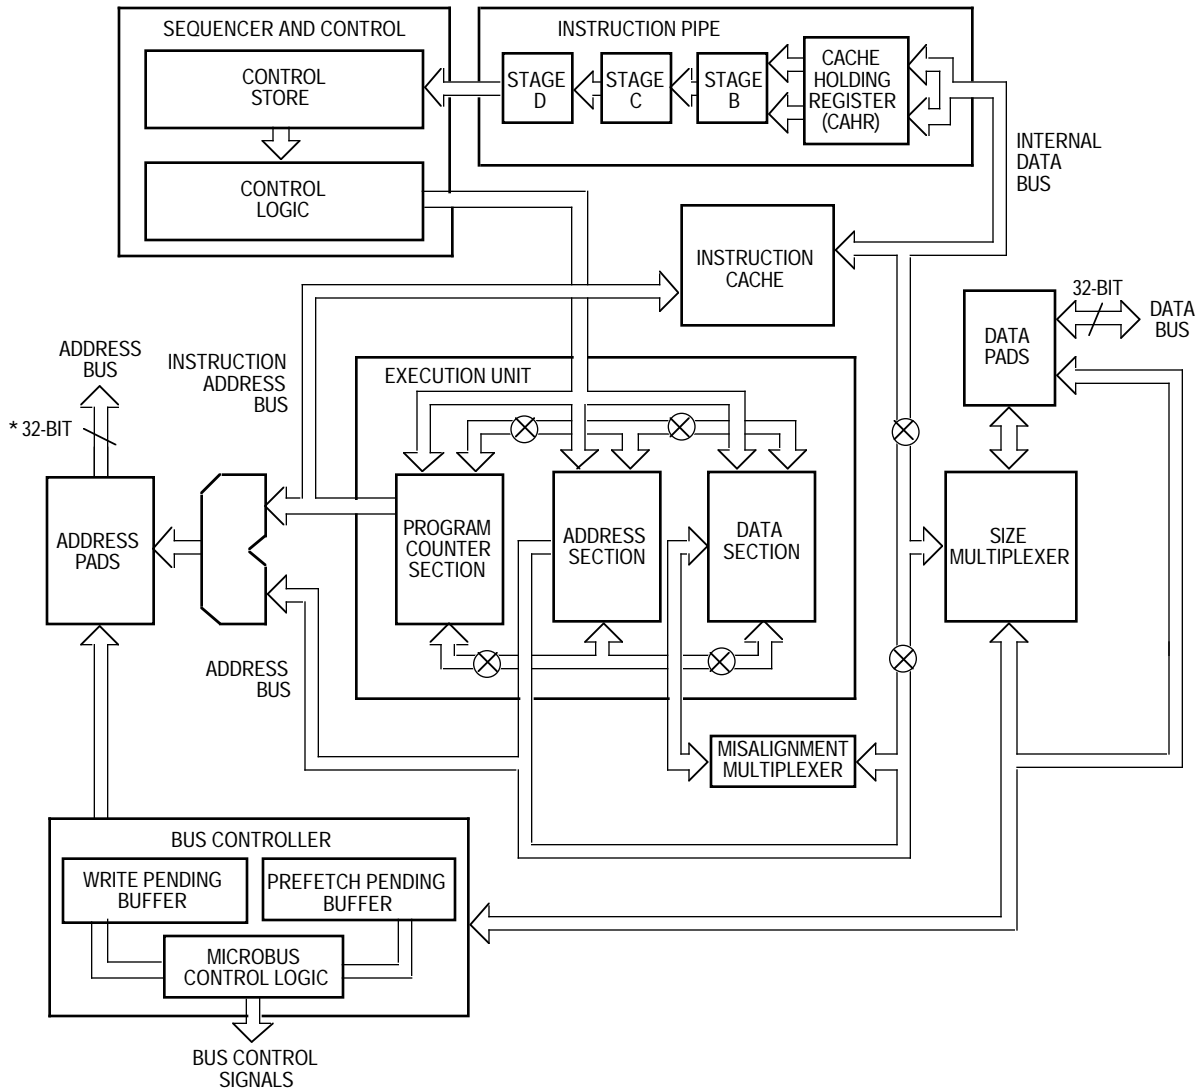 SEQUENCER AND CONTROL
CONTROL
STORE
CONTROL
LOGIC
INSTRUCTION PIPE
STAGE
D
STAGE
C
STAGE
B
CACHE
HOLDING
REGISTER
(CAHR)
INTERNAL
DATA
BUS
INSTRUCTION
CACHE
32-BIT
DATA
BUS
DATA
PADS
ADDRESS
BUS
* 32-BIT
INSTRUCTION
ADDRESS
BUS
EXECUTION UNIT
ADDRESS
PADS
PROGRAM
COUNTER
SECTION
ADDRESS
SECTION
DATA
SECTION
SIZE
MULTIPLEXER
ADDRESS
BUS
MISALIGNMENT
MULTIPLEXER
BUS CONTROLLER
WRITE PENDING
BUFFER
PREFETCH PENDING
BUFFER
MICROBUS
CONTROL LOGIC
BUS CONTROL
SIGNALS